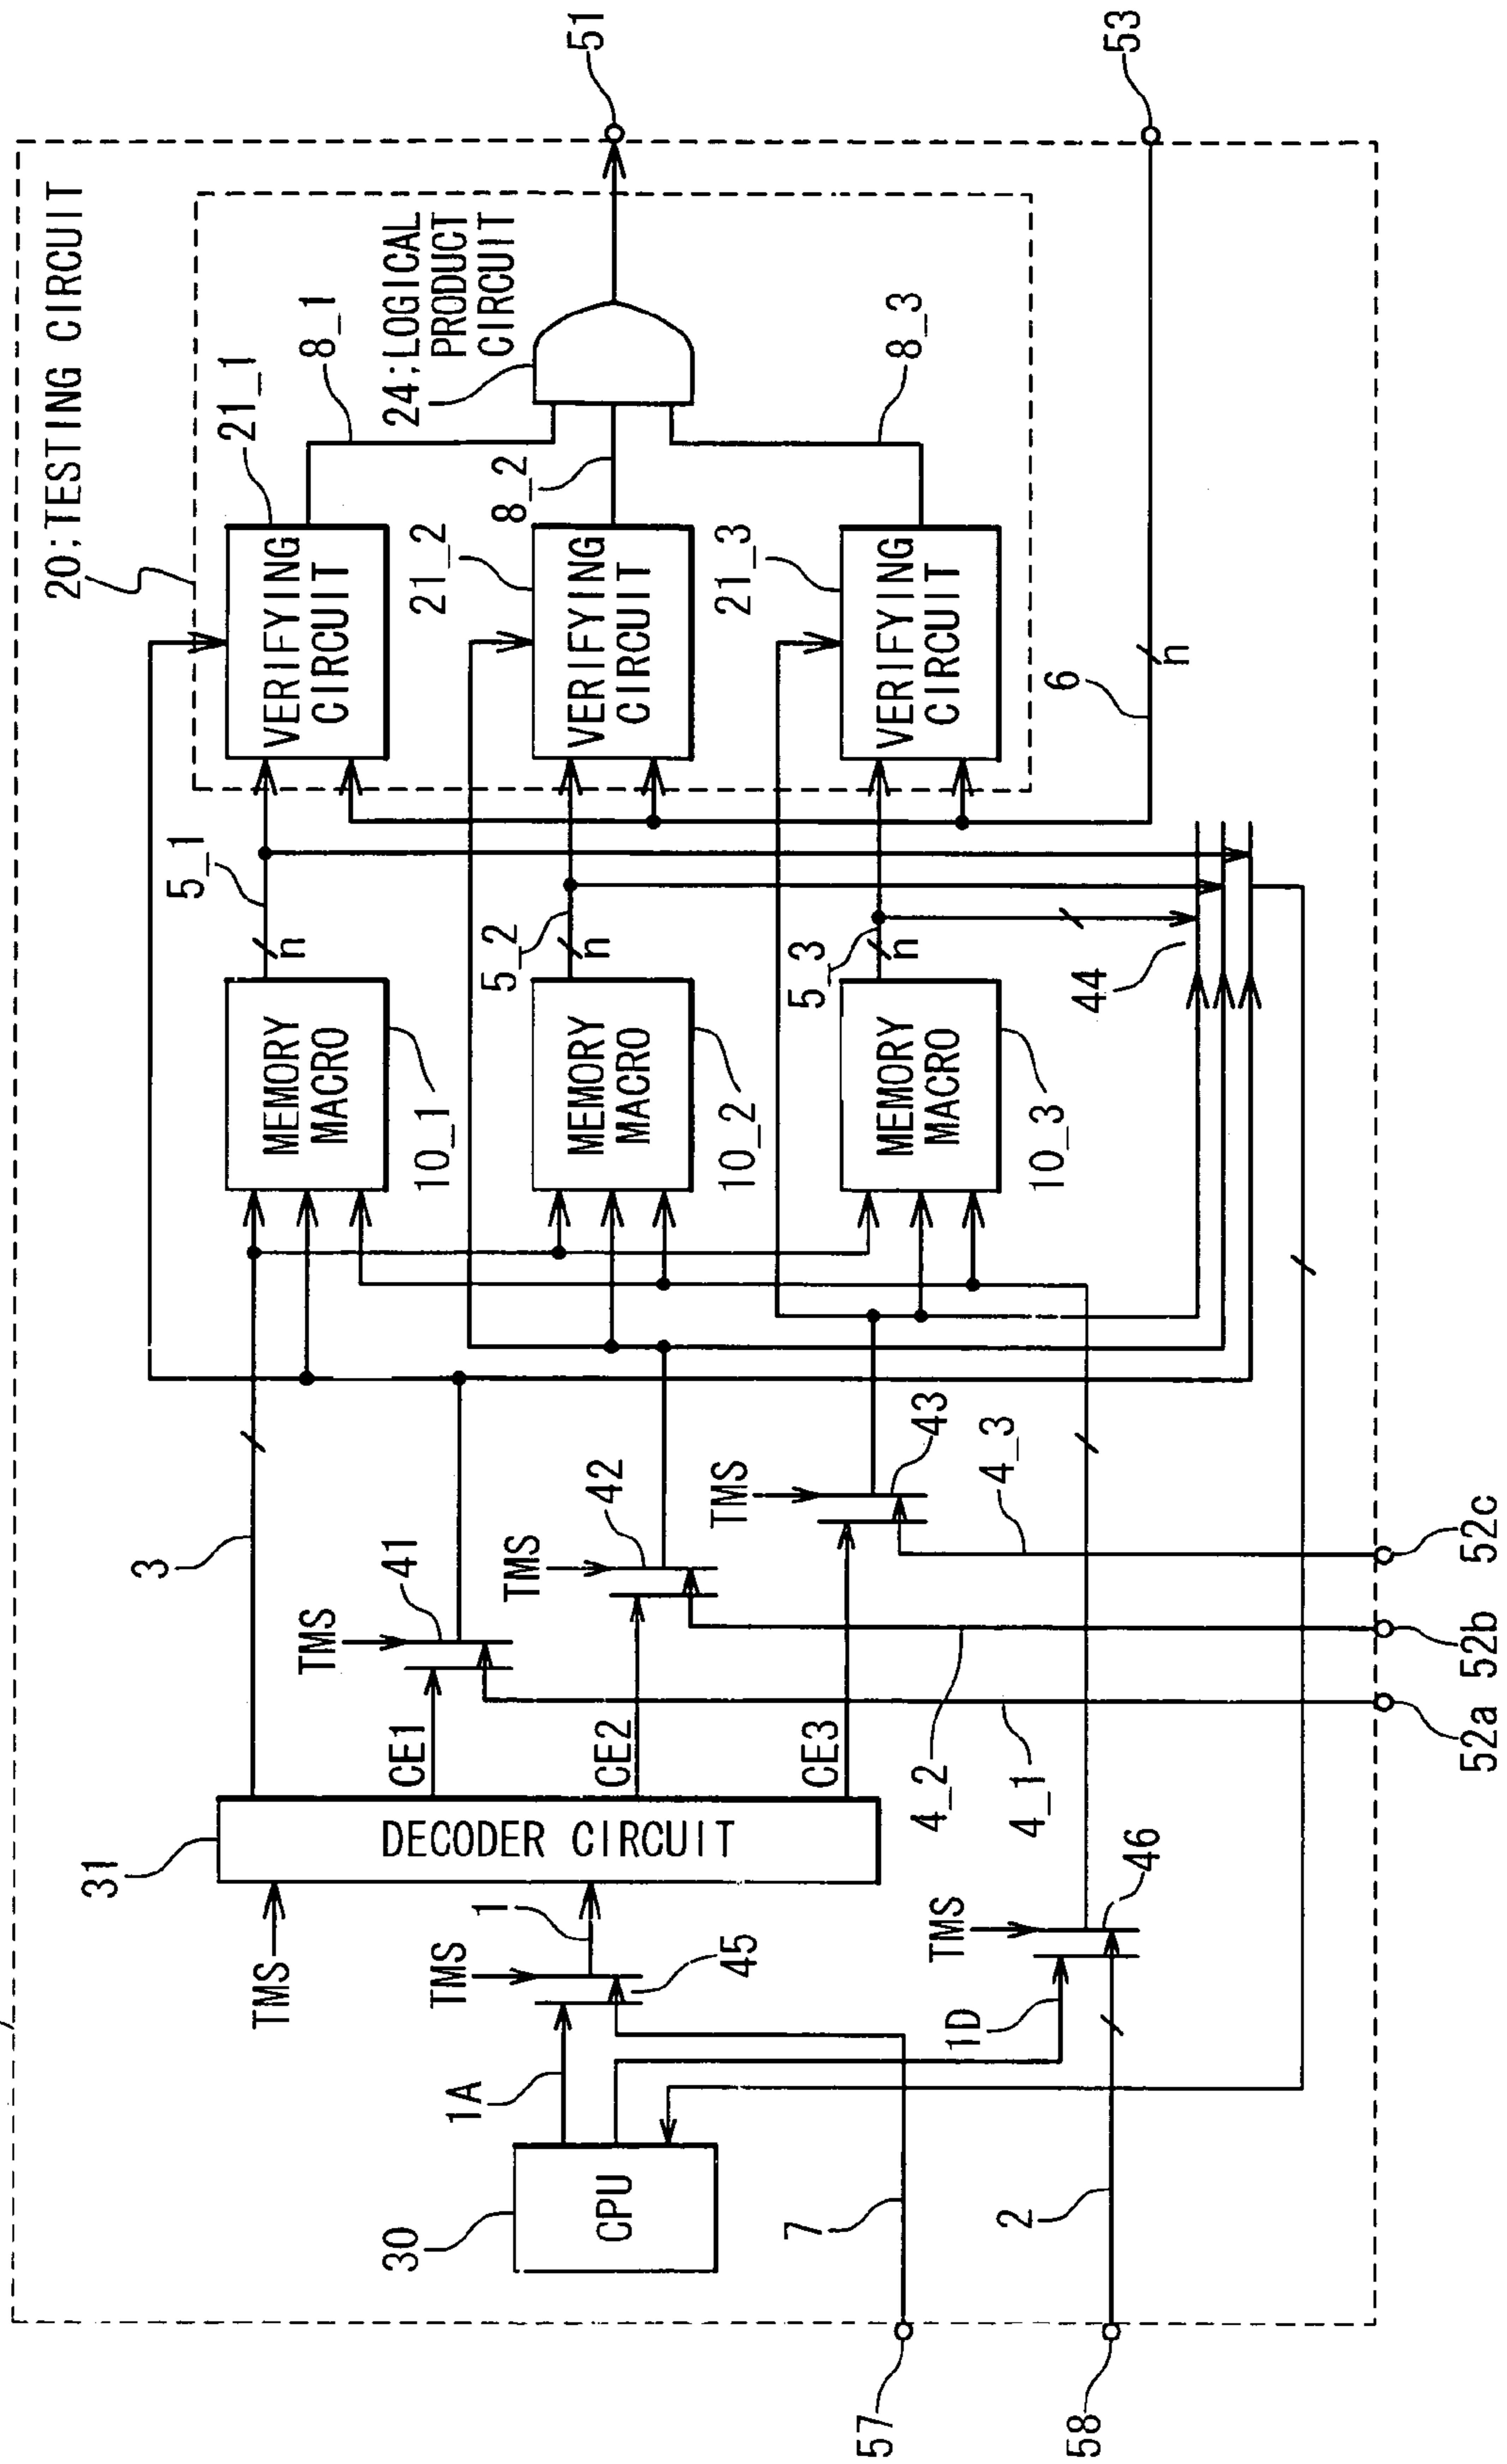 20;TESTING CIRCUIT
51
53
24;LOGICAL
PRODUCT
CIRCUIT
8_1
8_2
8_3
21_1
VERIFYING
CIRCUIT
21_2
VERIFYING
CIRCUIT
21_3
VERIFYING
CIRCUIT
6
n
5_1
n
5_2
n
5_3
n
44
MEMORY
MACRO
10_1
MEMORY
MACRO
10_2
MEMORY
MACRO
10_3
3
TMS
41
TMS
42
TMS
43
4_3
4_2
4_1
52a
52b
52c
CE1
CE2
CE3
31
DECODER CIRCUIT
TMS
1
TMS
45
TMS
46
1A
1D
30
CPU
7
2
57
58